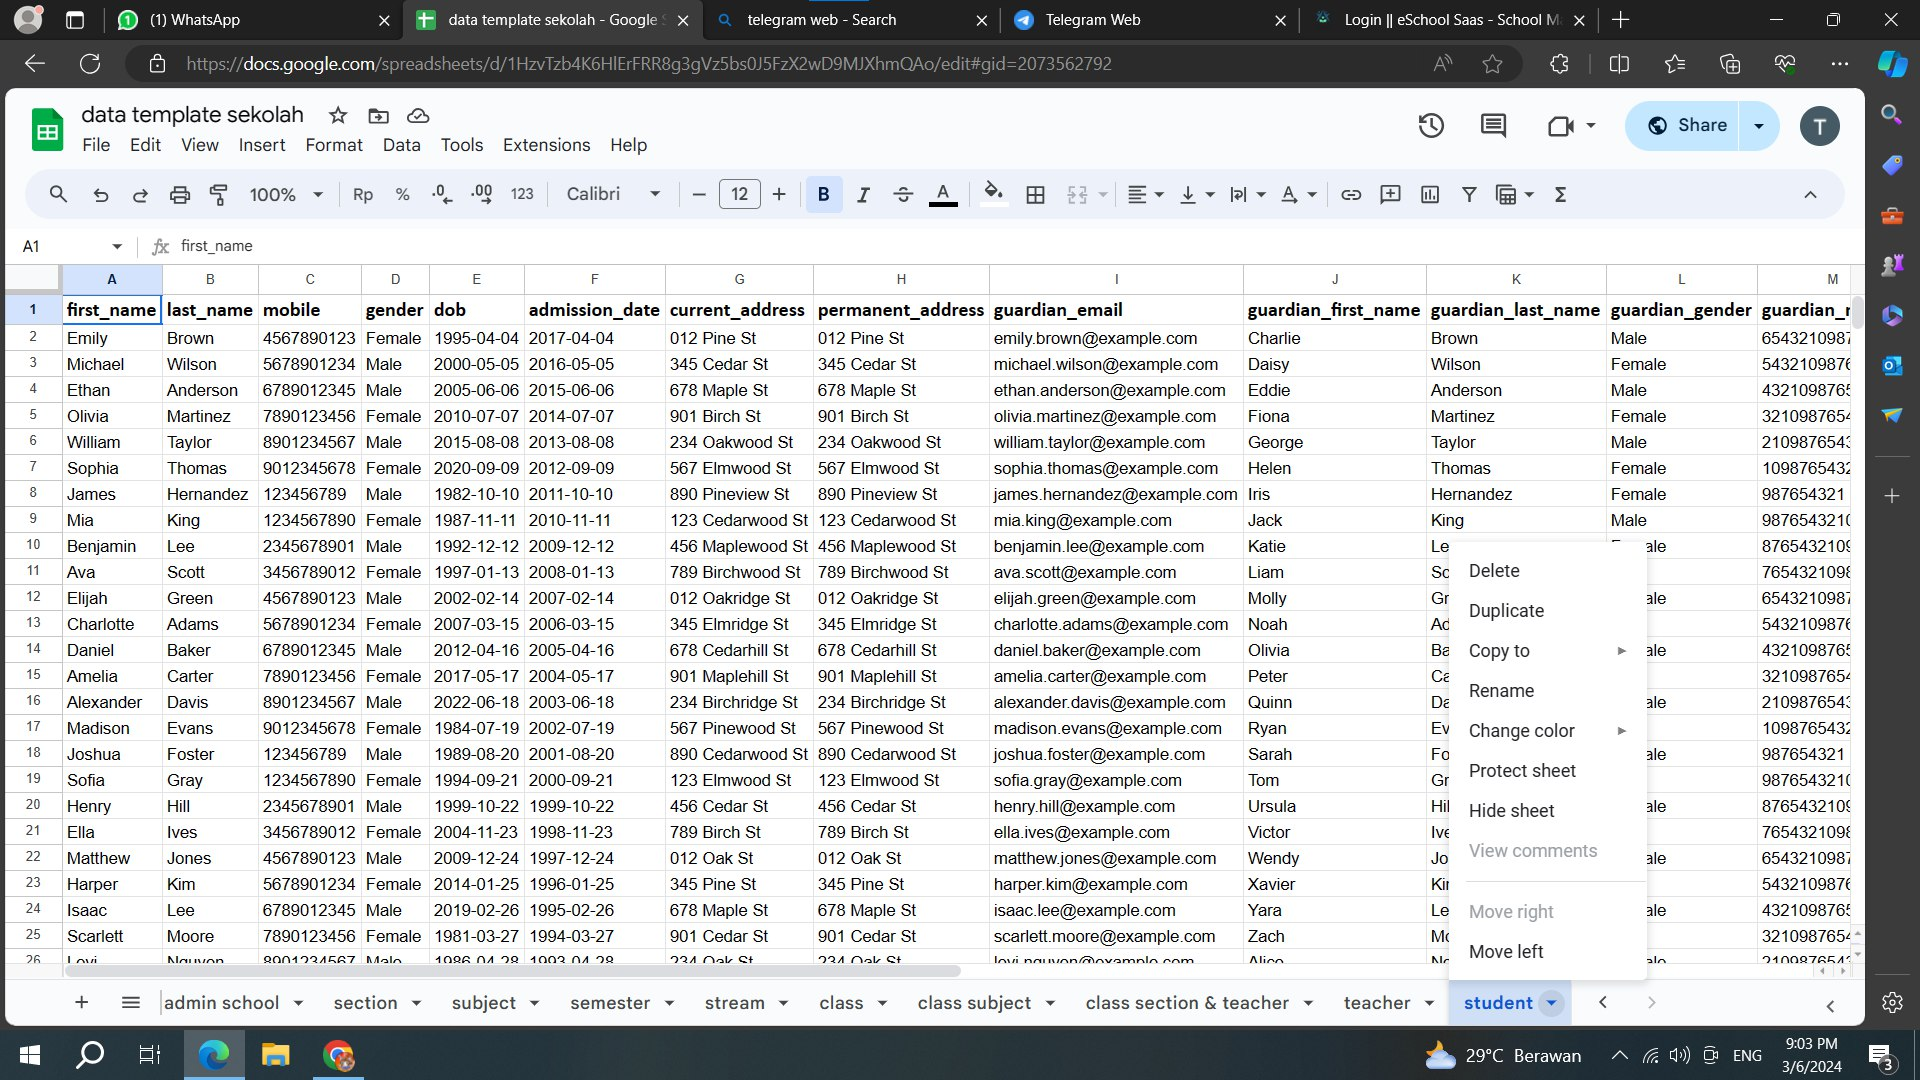 (1) WhatsApp
data template sekolah - Google S
telegram web - Search
Telegram Web
Login || eSchool Saas - School M
https://docs.google.com/spreadsheets/d/1HzvTzb4K6HlErFRR8g3gVz5bs0J5FzX2wD9MJXhmQAo/edit#gid=2073562792
data template sekolah
File Edit View Insert Format Data Tools Extensions Help
Share
T
100% Rp % .0 .00 123 Calibri 12 B I S A
A1 fx first_name
A B C D E F G H I J K L M
1 first_name last_name mobile gender dob admission_date current_address permanent_address guardian_email guardian_first_name guardian_last_name guardian_gender guardian_
2 Emily Brown 4567890123 Female 1995-04-04 2017-04-04 012 Pine St 012 Pine St emily.brown@example.com Charlie Brown Male 654321098
3 Michael Wilson 5678901234 Male 2000-05-05 2016-05-05 345 Cedar St 345 Cedar St michael.wilson@example.com Daisy Wilson Female 543210987
4 Ethan Anderson 6789012345 Male 2005-06-06 2015-06-06 678 Maple St 678 Maple St ethan.anderson@example.com Eddie Anderson Male 432109876
5 Olivia Martinez 7890123456 Female 2010-07-07 2014-07-07 901 Birch St 901 Birch St olivia.martinez@example.com Fiona Martinez Female 321098765
6 William Taylor 8901234567 Male 2015-08-08 2013-08-08 234 Oakwood St 234 Oakwood St william.taylor@example.com George Taylor Male 210987654
7 Sophia Thomas 9012345678 Female 2020-09-09 2012-09-09 567 Elmwood St 567 Elmwood St sophia.thomas@example.com Helen Thomas Female 109876543
8 James Hernandez 123456789 Male 1982-10-10 2011-10-10 890 Pineview St 890 Pineview St james.hernandez@example.com Iris Hernandez Female 987654321
9 Mia King 1234567890 Female 1987-11-11 2010-11-11 123 Cedarwood St 123 Cedarwood St mia.king@example.com Jack King Male 987654321
10 Benjamin Lee 2345678901 Male 1992-12-12 2009-12-12 456 Maplewood St 456 Maplewood St benjamin.lee@example.com Katie Le ale 876543210
11 Ava Scott 3456789012 Female 1997-01-13 2008-01-13 789 Birchwood St 789 Birchwood St ava.scott@example.com Liam Sc 765432109
12 Elijah Green 4567890123 Male 2002-02-14 2007-02-14 012 Oakridge St 012 Oakridge St elijah.green@example.com Molly Gr ale 654321098
13 Charlotte Adams 5678901234 Female 2007-03-15 2006-03-15 345 Elmridge St 345 Elmridge St charlotte.adams@example.com Noah Ad 543210987
14 Daniel Baker 6789012345 Male 2012-04-16 2005-04-16 678 Cedarhill St 678 Cedarhill St daniel.baker@example.com Olivia Ba ale 432109876
15 Amelia Carter 7890123456 Female 2017-05-17 2004-05-17 901 Maplehill St 901 Maplehill St amelia.carter@example.com Peter Ca 321098765
16 Alexander Davis 8901234567 Male 2022-06-18 2003-06-18 234 Birchridge St 234 Birchridge St alexander.davis@example.com Quinn Da ale 210987654
17 Madison Evans 9012345678 Female 1984-07-19 2002-07-19 567 Pinewood St 567 Pinewood St madison.evans@example.com Ryan Ev 109876543
18 Joshua Foster 123456789 Male 1989-08-20 2001-08-20 890 Cedarwood St 890 Cedarwood St joshua.foster@example.com Sarah Fo ale 987654321
19 Sofia Gray 1234567890 Female 1994-09-21 2000-09-21 123 Elmwood St 123 Elmwood St sofia.gray@example.com Tom Gr 987654321
20 Henry Hill 2345678901 Male 1999-10-22 1999-10-22 456 Cedar St 456 Cedar St henry.hill@example.com Ursula Hil ale 876543210
21 Ella Ives 3456789012 Female 2004-11-23 1998-11-23 789 Birch St 789 Birch St ella.ives@example.com Victor Ive 765432109
22 Matthew Jones 4567890123 Male 2009-12-24 1997-12-24 012 Oak St 012 Oak St matthew.jones@example.com Wendy Jo ale 654321098
23 Harper Kim 5678901234 Female 2014-01-25 1996-01-25 345 Pine St 345 Pine St harper.kim@example.com Xavier Ki 543210987
24 Isaac Lee 6789012345 Male 2019-02-26 1995-02-26 678 Maple St 678 Maple St isaac.lee@example.com Yara Le ale 432109876
25 Scarlett Moore 7890123456 Female 1981-03-27 1994-03-27 901 Cedar St 901 Cedar St scarlett.moore@example.com Zach Mo 321098765
26 Levi Nguyen 8901234567 Male 1986-04-28 1993-04-28 234 Oak St 234 Oak St levi.nguyen@example.com Alice ale 210987654
Delete
Duplicate
Copy to
Rename
Change color
Protect sheet
Hide sheet
View comments
Move right
Move left
admin school section subject semester stream class class subject class section & teacher teacher student
29°C Berawan ENG
9:03 PM
3/6/2024
3